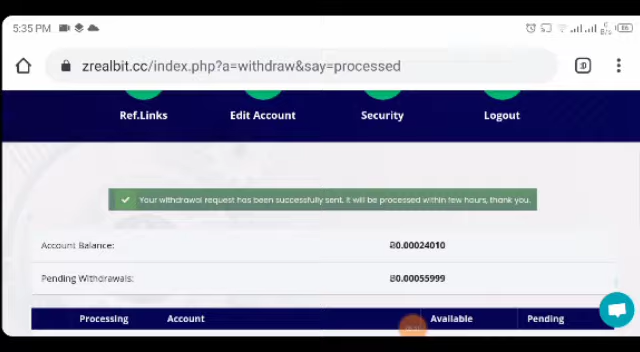 5:35 PM
zrealbit.cc/index.php?a=withdraw&say=processed
Ref.Links Edit Account Security Logout
Your withdrawal request has been successfully sent. It will be processed within few hours, thank you.
Account Balance: ฿0.00024010
Pending Withdrawals: ฿0.00055999
Processing Account Available Pending